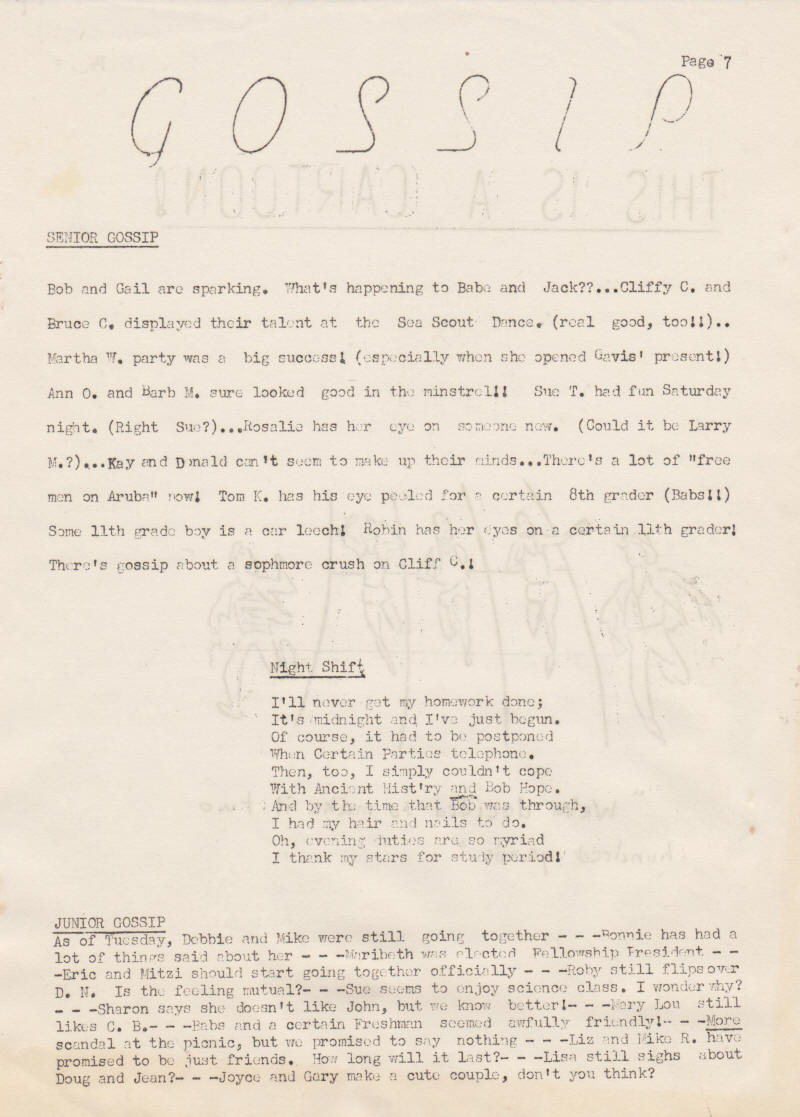 Page 7
GOSSIP
THIS IS A CARTOON!
SENIOR GOSSIP
Bob and Gail are sparking. What's happening to Babe and Jack??...Cliffy C. and
Bruce C. displayed their talent at the Sea Scout Dance. (real good, too!!)..
Martha W. party was a big success! (especially when she opened Gavis' present!)
Ann O. and Barb M. sure looked good in the minstrel!! Sue T. had fun Saturday
night. (Right Sue?)...Rosalie has her eye on someone new. (Could it be Larry
M.?)...Kay and Donald can't seem to make up their minds...There's a lot of "free
men on Aruba" now! Tom K. has his eye peeled for a certain 8th grader (Babs!!)
Some 11th grade boy is a car leech! Robin has her eyes on a certain 11th grader!
There's gossip about a sophmore crush on Cliff C.!
Night Shift
I'll never get my homework done;
It's midnight and I've just begun.
Of course, it had to be postponed
When Certain Parties telephone.
Then, too, I simply couldn't cope
With Ancient Hist'ry and Bob Hope.
And by the time that Bob was through,
I had my hair and nails to do.
Oh, evening duties are so myriad
I thank my stars for study period!
JUNIOR GOSSIP
As of Tuesday, Debbie and Mike were still going together - - -Bonnie has had a
lot of things said about her - - -Maribeth was elected Fellowship President - -
-Eric and Mitzi should start going together officially - - -Roby still flips over
D. N. Is the feeling mutual?- - -Sue seems to enjoy science class. I wonder why?
- - -Sharon says she doesn't like John, but we know better!- - -Mary Lou still
likes C. B.- - -Babs and a certain Freshman seemed awfully friendly!- - -More
scandal at the picnic, but we promised to say nothing - - -Liz and Mike R. have
promised to be just friends. How long will it last?- - -Lisa still sighs about
Doug and Jean?- - -Joyce and Gary make a cute couple, don't you think?